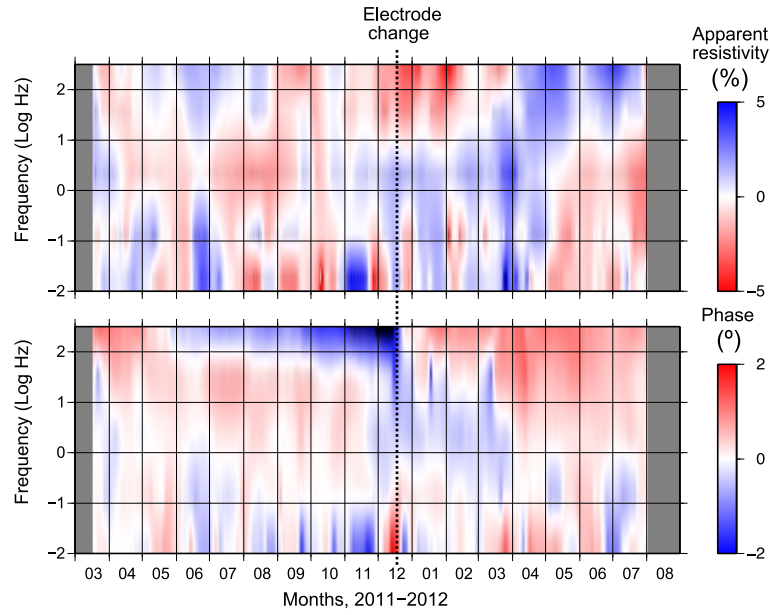 Electrode
change
Apparent
resistivity
(%)
Frequency (Log Hz)
2
1
0
−1
−2
5
0
−5
Frequency (Log Hz)
2
1
0
−1
−2
Phase
(º)
2
0
−2
03 04 05 06 07 08 09 10 11 12 01 02 03 04 05 06 07 08
Months, 2011−2012